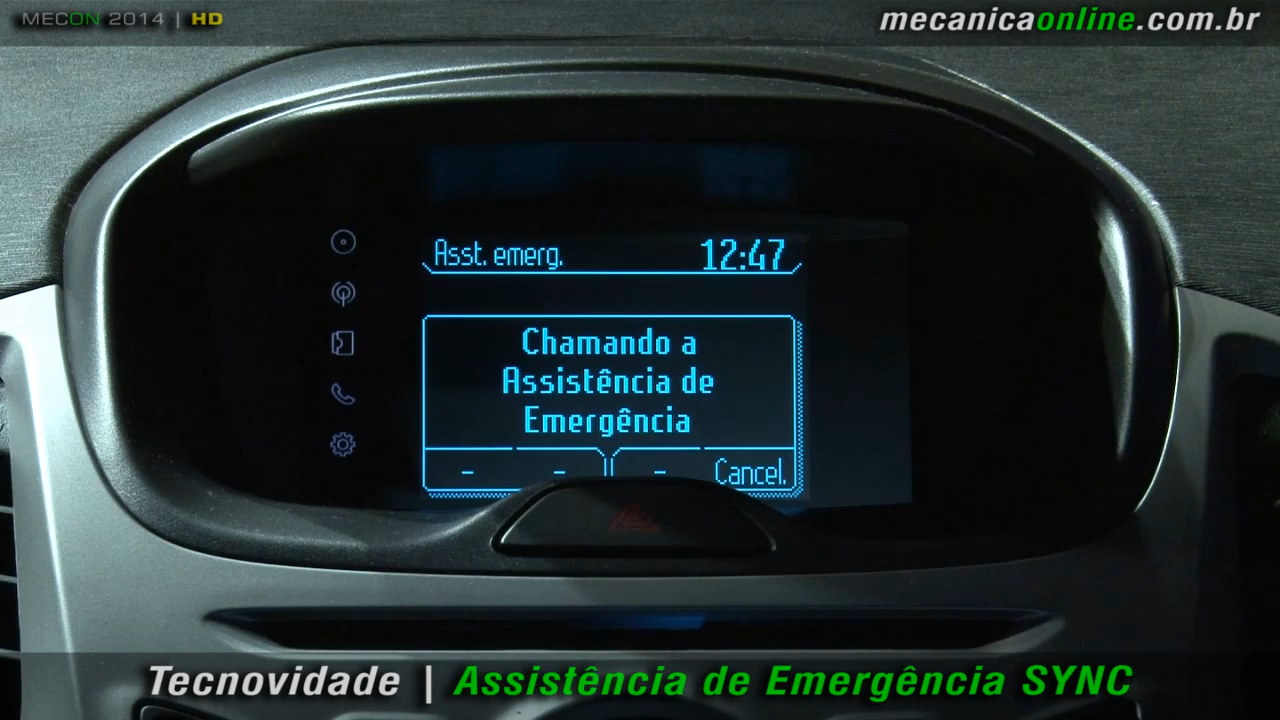 MECON 2014 | HD
mecanicaonline.com.br
Asst. emerg. 12:47
Chamando a
Assistência de
Emergência
- - - Cancel.
Tecnovidade | Assistência de Emergência SYNC